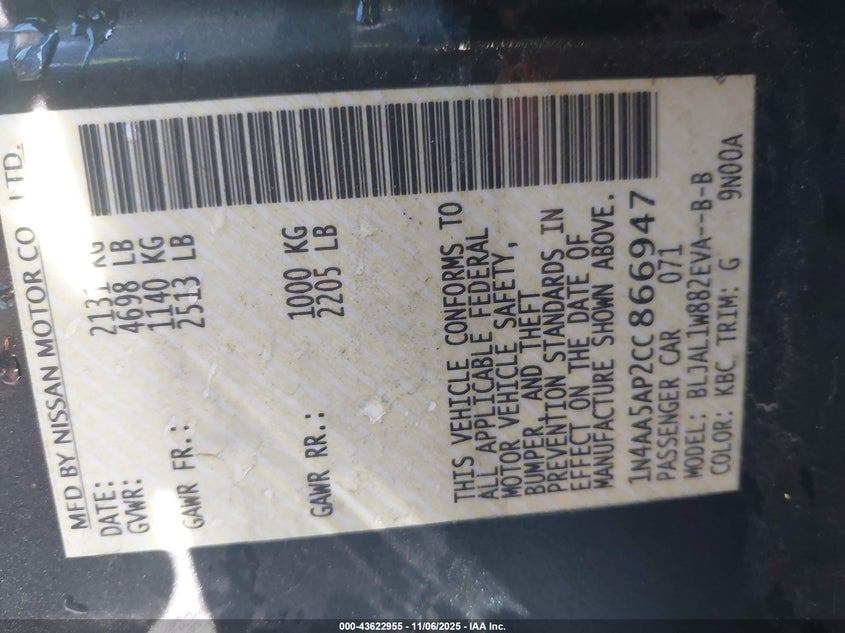 MFD BY NISSAN MOTOR CO LTD.
DATE:
GVWR: 2131 KG
4698 LB
GAWR FR.: 1140 KG
2513 LB
GAWR RR.: 1000 KG
2205 LB
THIS VEHICLE CONFORMS TO
ALL APPLICABLE FEDERAL
MOTOR VEHICLE SAFETY,
BUMPER, AND THEFT
PREVENTION STANDARDS IN
EFFECT ON THE DATE OF
MANUFACTURE SHOWN ABOVE.
1N4AA5AP2CC866947
PASSENGER CAR 071
MODEL: BLJAL1W882EVA--B-B
COLOR: KBC TRIM: G 9N00A
000-43622955 - 11/06/2025 - IAA Inc.